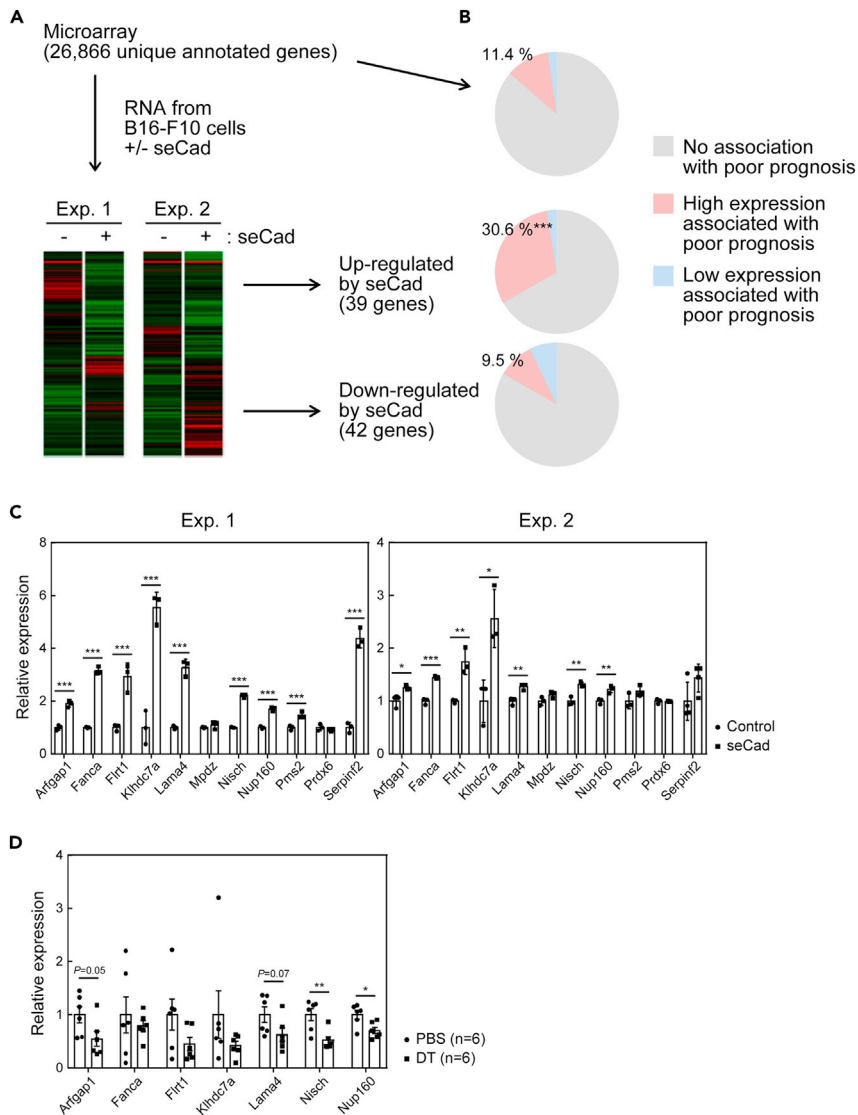 A
Microarray
(26,866 unique annotated genes)
RNA from
B16-F10 cells
+/- seCad
Exp. 1
Exp. 2
- + - + : seCad
Up-regulated
by seCad
(39 genes)
Down-regulated
by seCad
(42 genes)
B
11.4 %
30.6 %***
9.5 %
No association
with poor prognosis
High expression
associated with
poor prognosis
Low expression
associated with
poor prognosis
C
Exp. 1
Relative expression
8
6
4
2
0
*** *** *** *** *** *** *** *** ***
Arfgap1 Fanca Flrt1 Klhdc7a Lama4 Mpdz Nisch Nup160 Pms2 Prdx6 Serpinf2
Exp. 2
4
3
2
1
0
* *** ** * ** ** **
Arfgap1 Fanca Flrt1 Klhdc7a Lama4 Mpdz Nisch Nup160 Pms2 Prdx6 Serpinf2
Control
seCad
D
Relative expression
4
3
2
1
0
P=0.05 P=0.07 ** *
Arfgap1 Fanca Flrt1 Klhdc7a Lama4 Nisch Nup160
PBS (n=6)
DT (n=6)